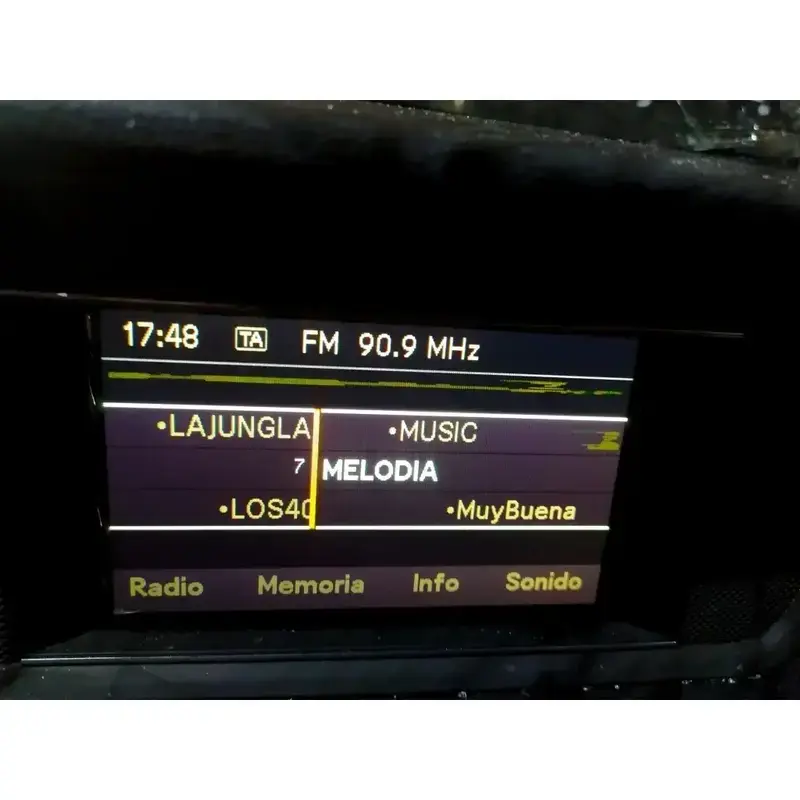 17:48 TA FM 90.9 MHz
•LAJUNGLA •MUSIC
7 MELODIA
•LOS40 •MuyBuena
Radio Memoria Info Sonido